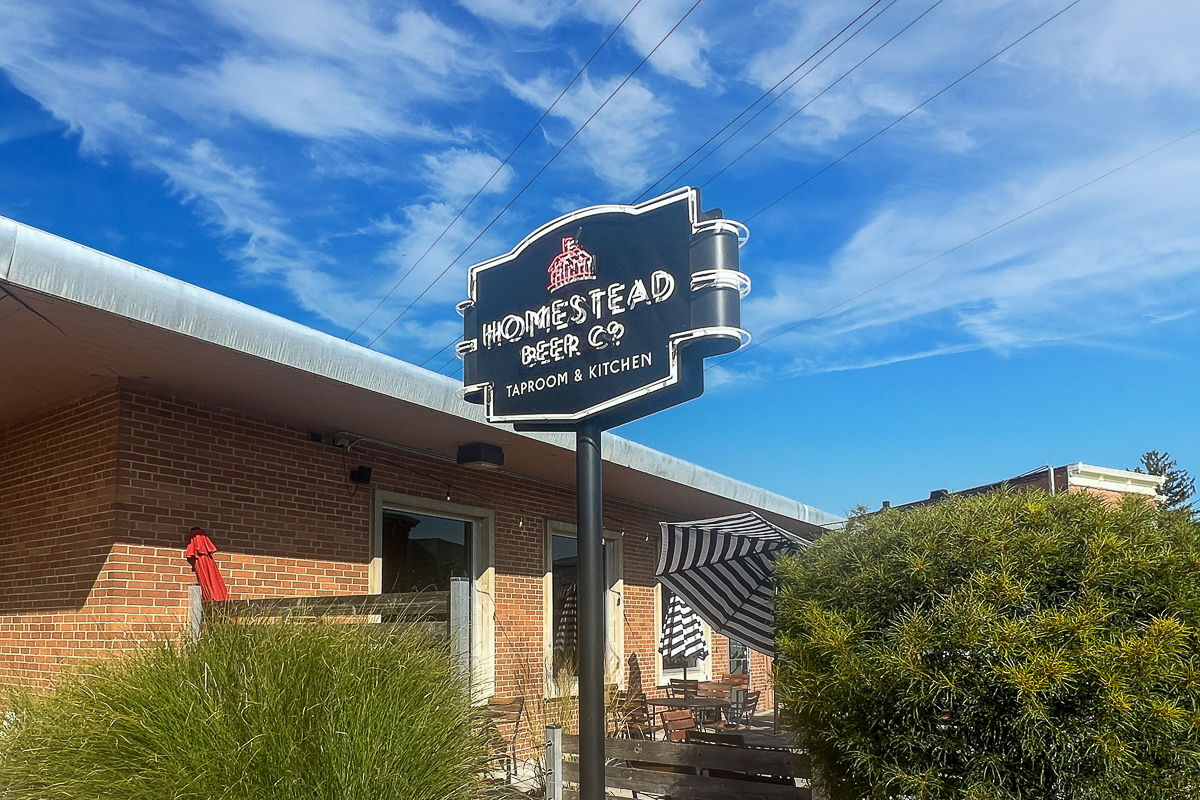 HOMESTEAD
BEER CO
TAPROOM & KITCHEN